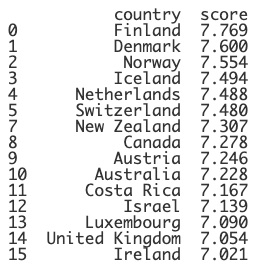 country score
0 Finland 7.769
1 Denmark 7.600
2 Norway 7.554
3 Iceland 7.494
4 Netherlands 7.488
5 Switzerland 7.480
7 New Zealand 7.307
8 Canada 7.278
9 Austria 7.246
10 Australia 7.228
11 Costa Rica 7.167
12 Israel 7.139
13 Luxembourg 7.090
14 United Kingdom 7.054
15 Ireland 7.021